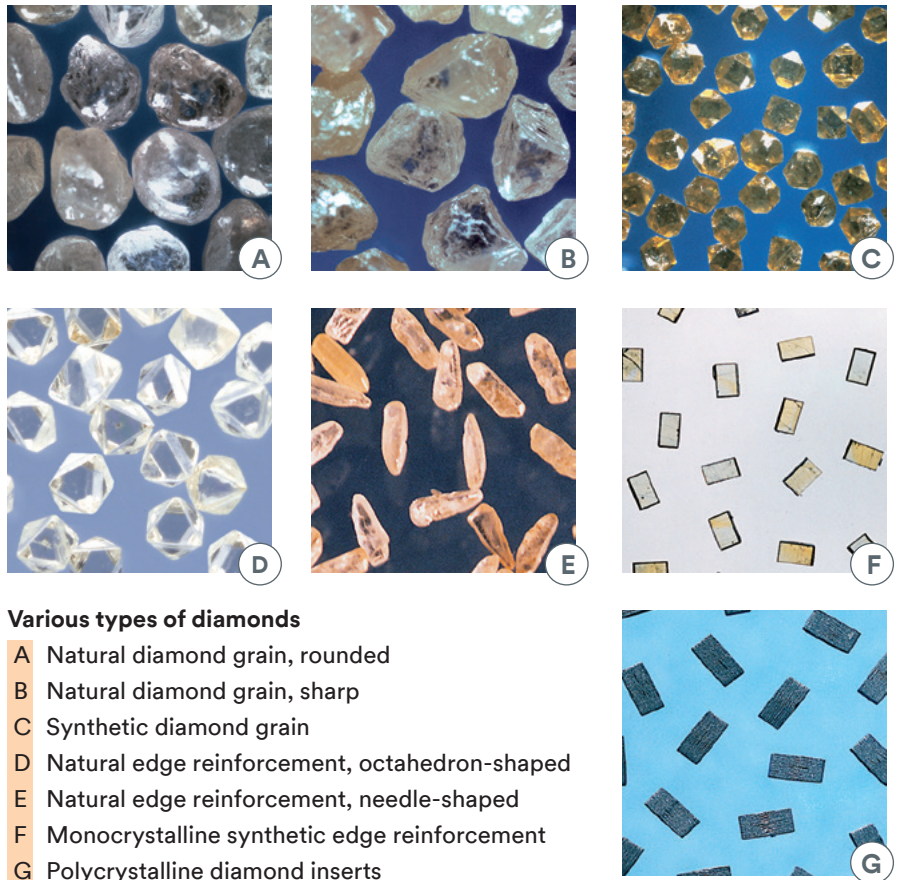 A
B
C
D
E
F
Various types of diamonds
A Natural diamond grain, rounded
B Natural diamond grain, sharp
C Synthetic diamond grain
D Natural edge reinforcement, octahedron-shaped
E Natural edge reinforcement, needle-shaped
F Monocrystalline synthetic edge reinforcement
G Polycrystalline diamond inserts
G